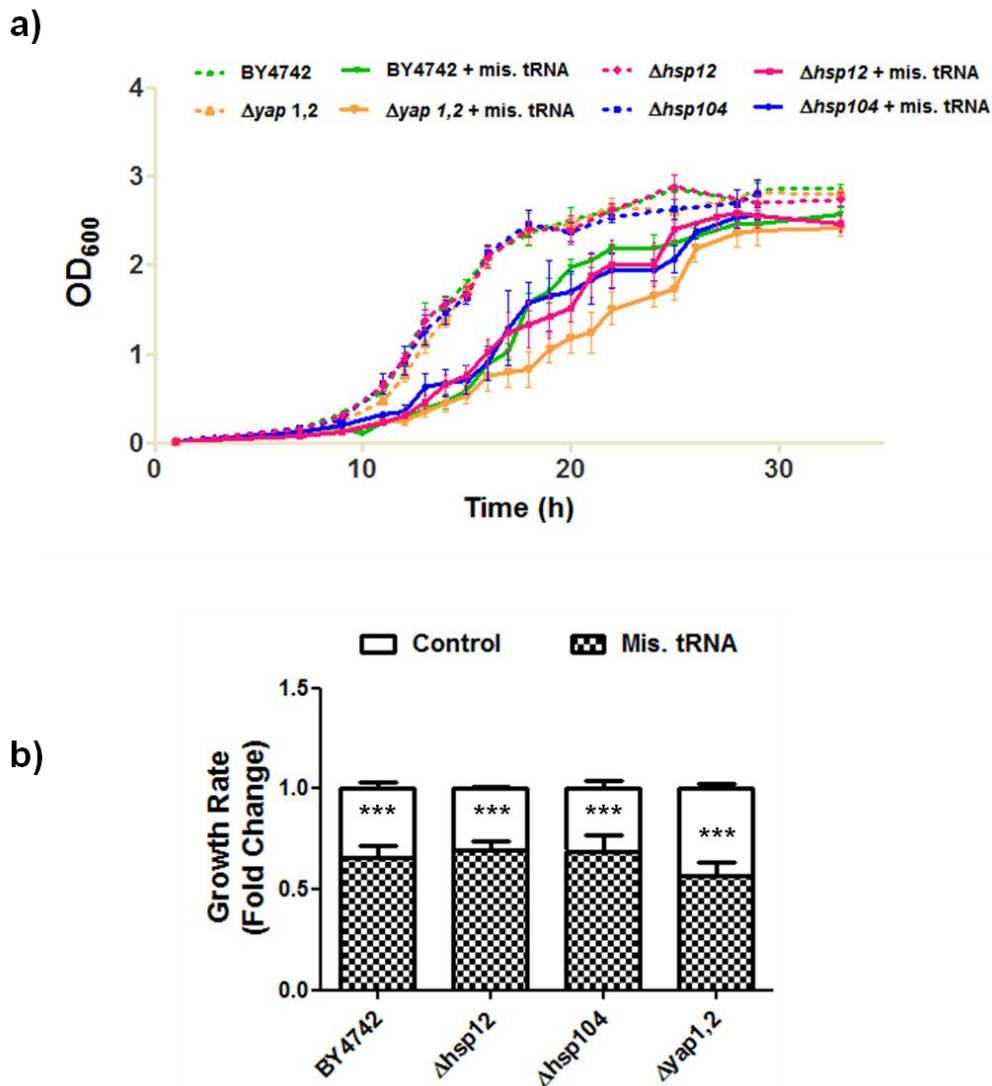 a)
BY4742 BY4742 + mis. tRNA Δhsp12 Δhsp12 + mis. tRNA
Δyap 1,2 Δyap 1,2 + mis. tRNA Δhsp104 Δhsp104 + mis. tRNA
4
3
2
1
0
OD600
0 10 20 30
Time (h)
b)
Control Mis. tRNA
1.5
1.0
0.5
0.0
Growth Rate
(Fold Change)
*** *** *** ***
BY4742 Δhsp12 Δhsp104 Δyap1,2